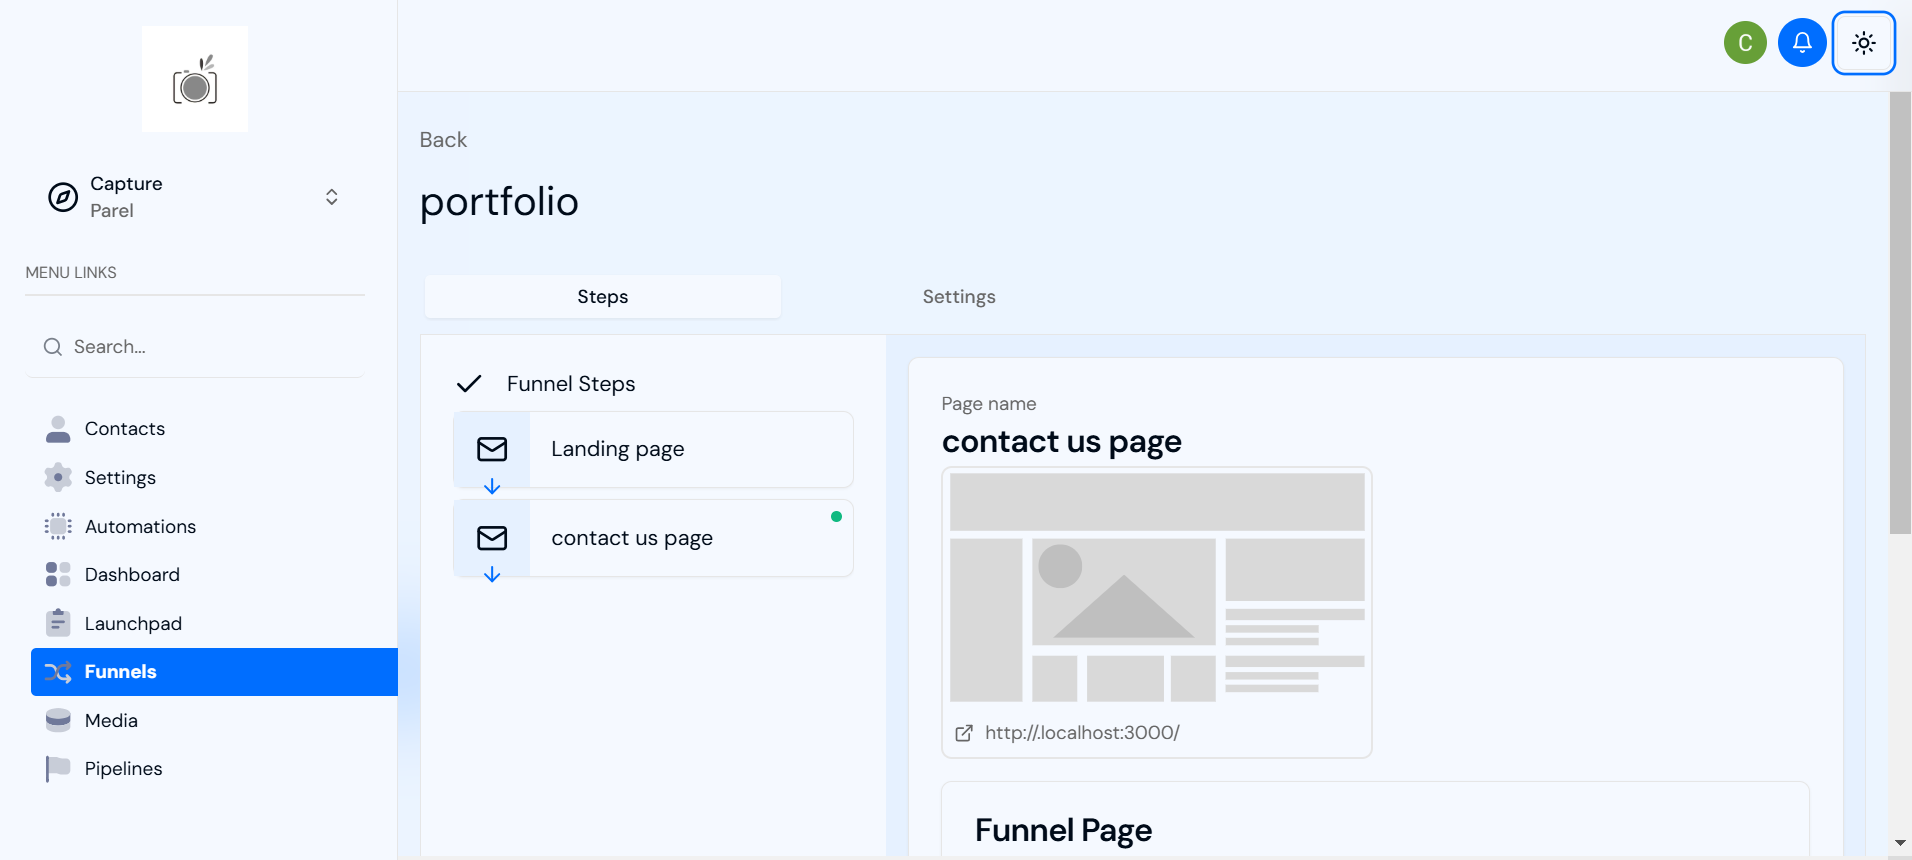 Capture
Parel
MENU LINKS
Search...
Contacts
Settings
Automations
Dashboard
Launchpad
Funnels
Media
Pipelines
C
Back
portfolio
Steps
Settings
Funnel Steps
Landing page
contact us page
Page name
contact us page
http://.localhost:3000/
Funnel Page